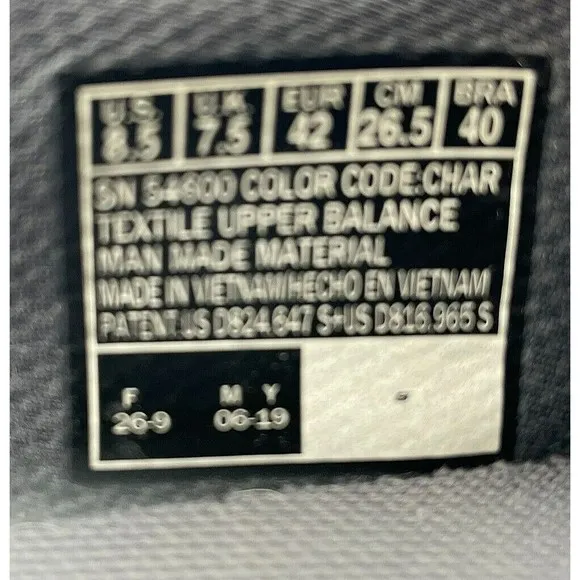 U.S. U.K. EUR CM BRA
8.5 7.5 42 26.5 40
SN 54600 COLOR CODE:CHAR
TEXTILE UPPER BALANCE
MAN MADE MATERIAL
MADE IN VIETNAM/HECHO EN VIETNAM
PATENT:US D824,647 S+US D816,965 S
F M Y
26-9 06-19